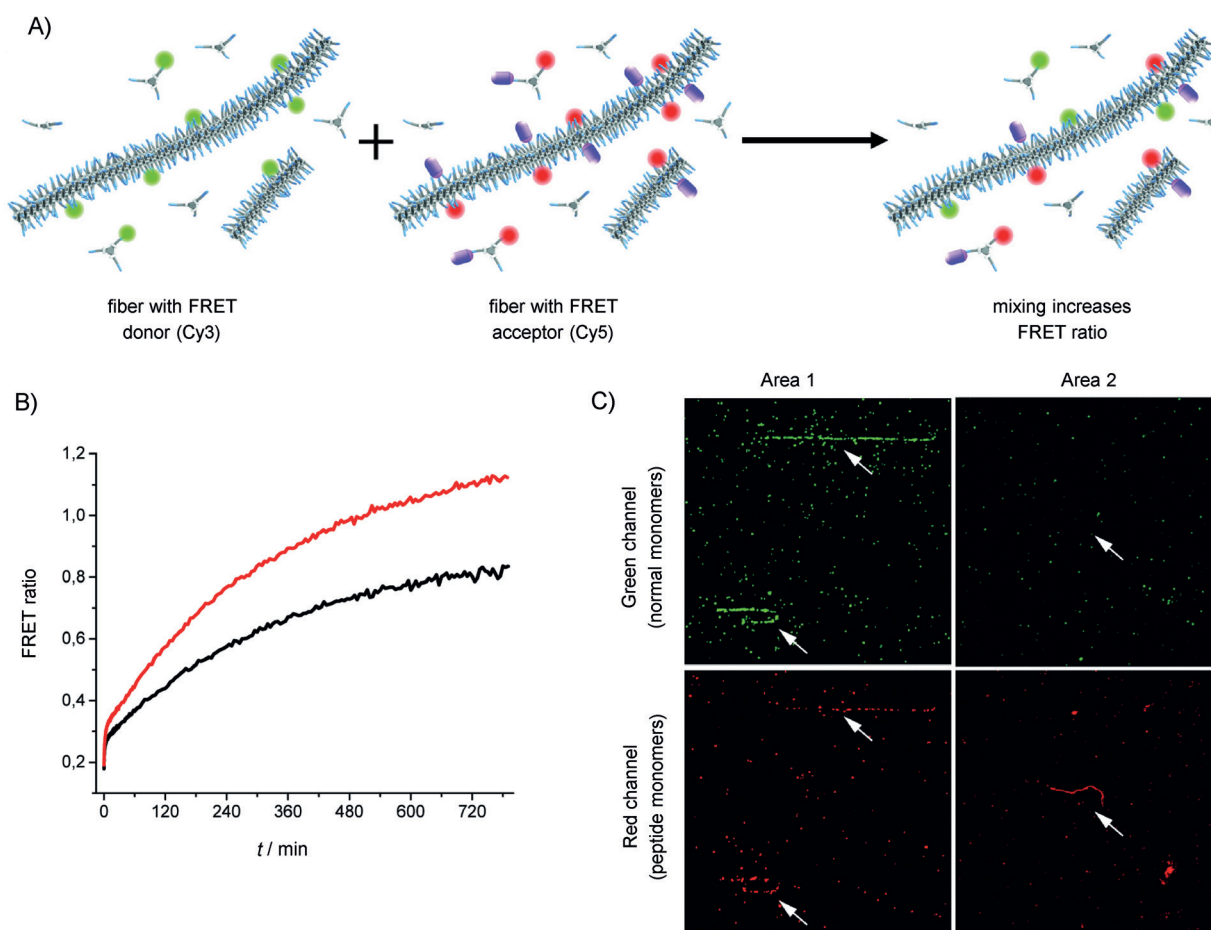 A)
fiber with FRET
donor (Cy3)
fiber with FRET
acceptor (Cy5)
mixing increases
FRET ratio
B)
1,2
1,0
0,8
0,6
0,4
0,2
FRET ratio
0 120 240 360 480 600 720
t / min
C)
Area 1 Area 2
Green channel
(normal monomers)
Red channel
(peptide monomers)